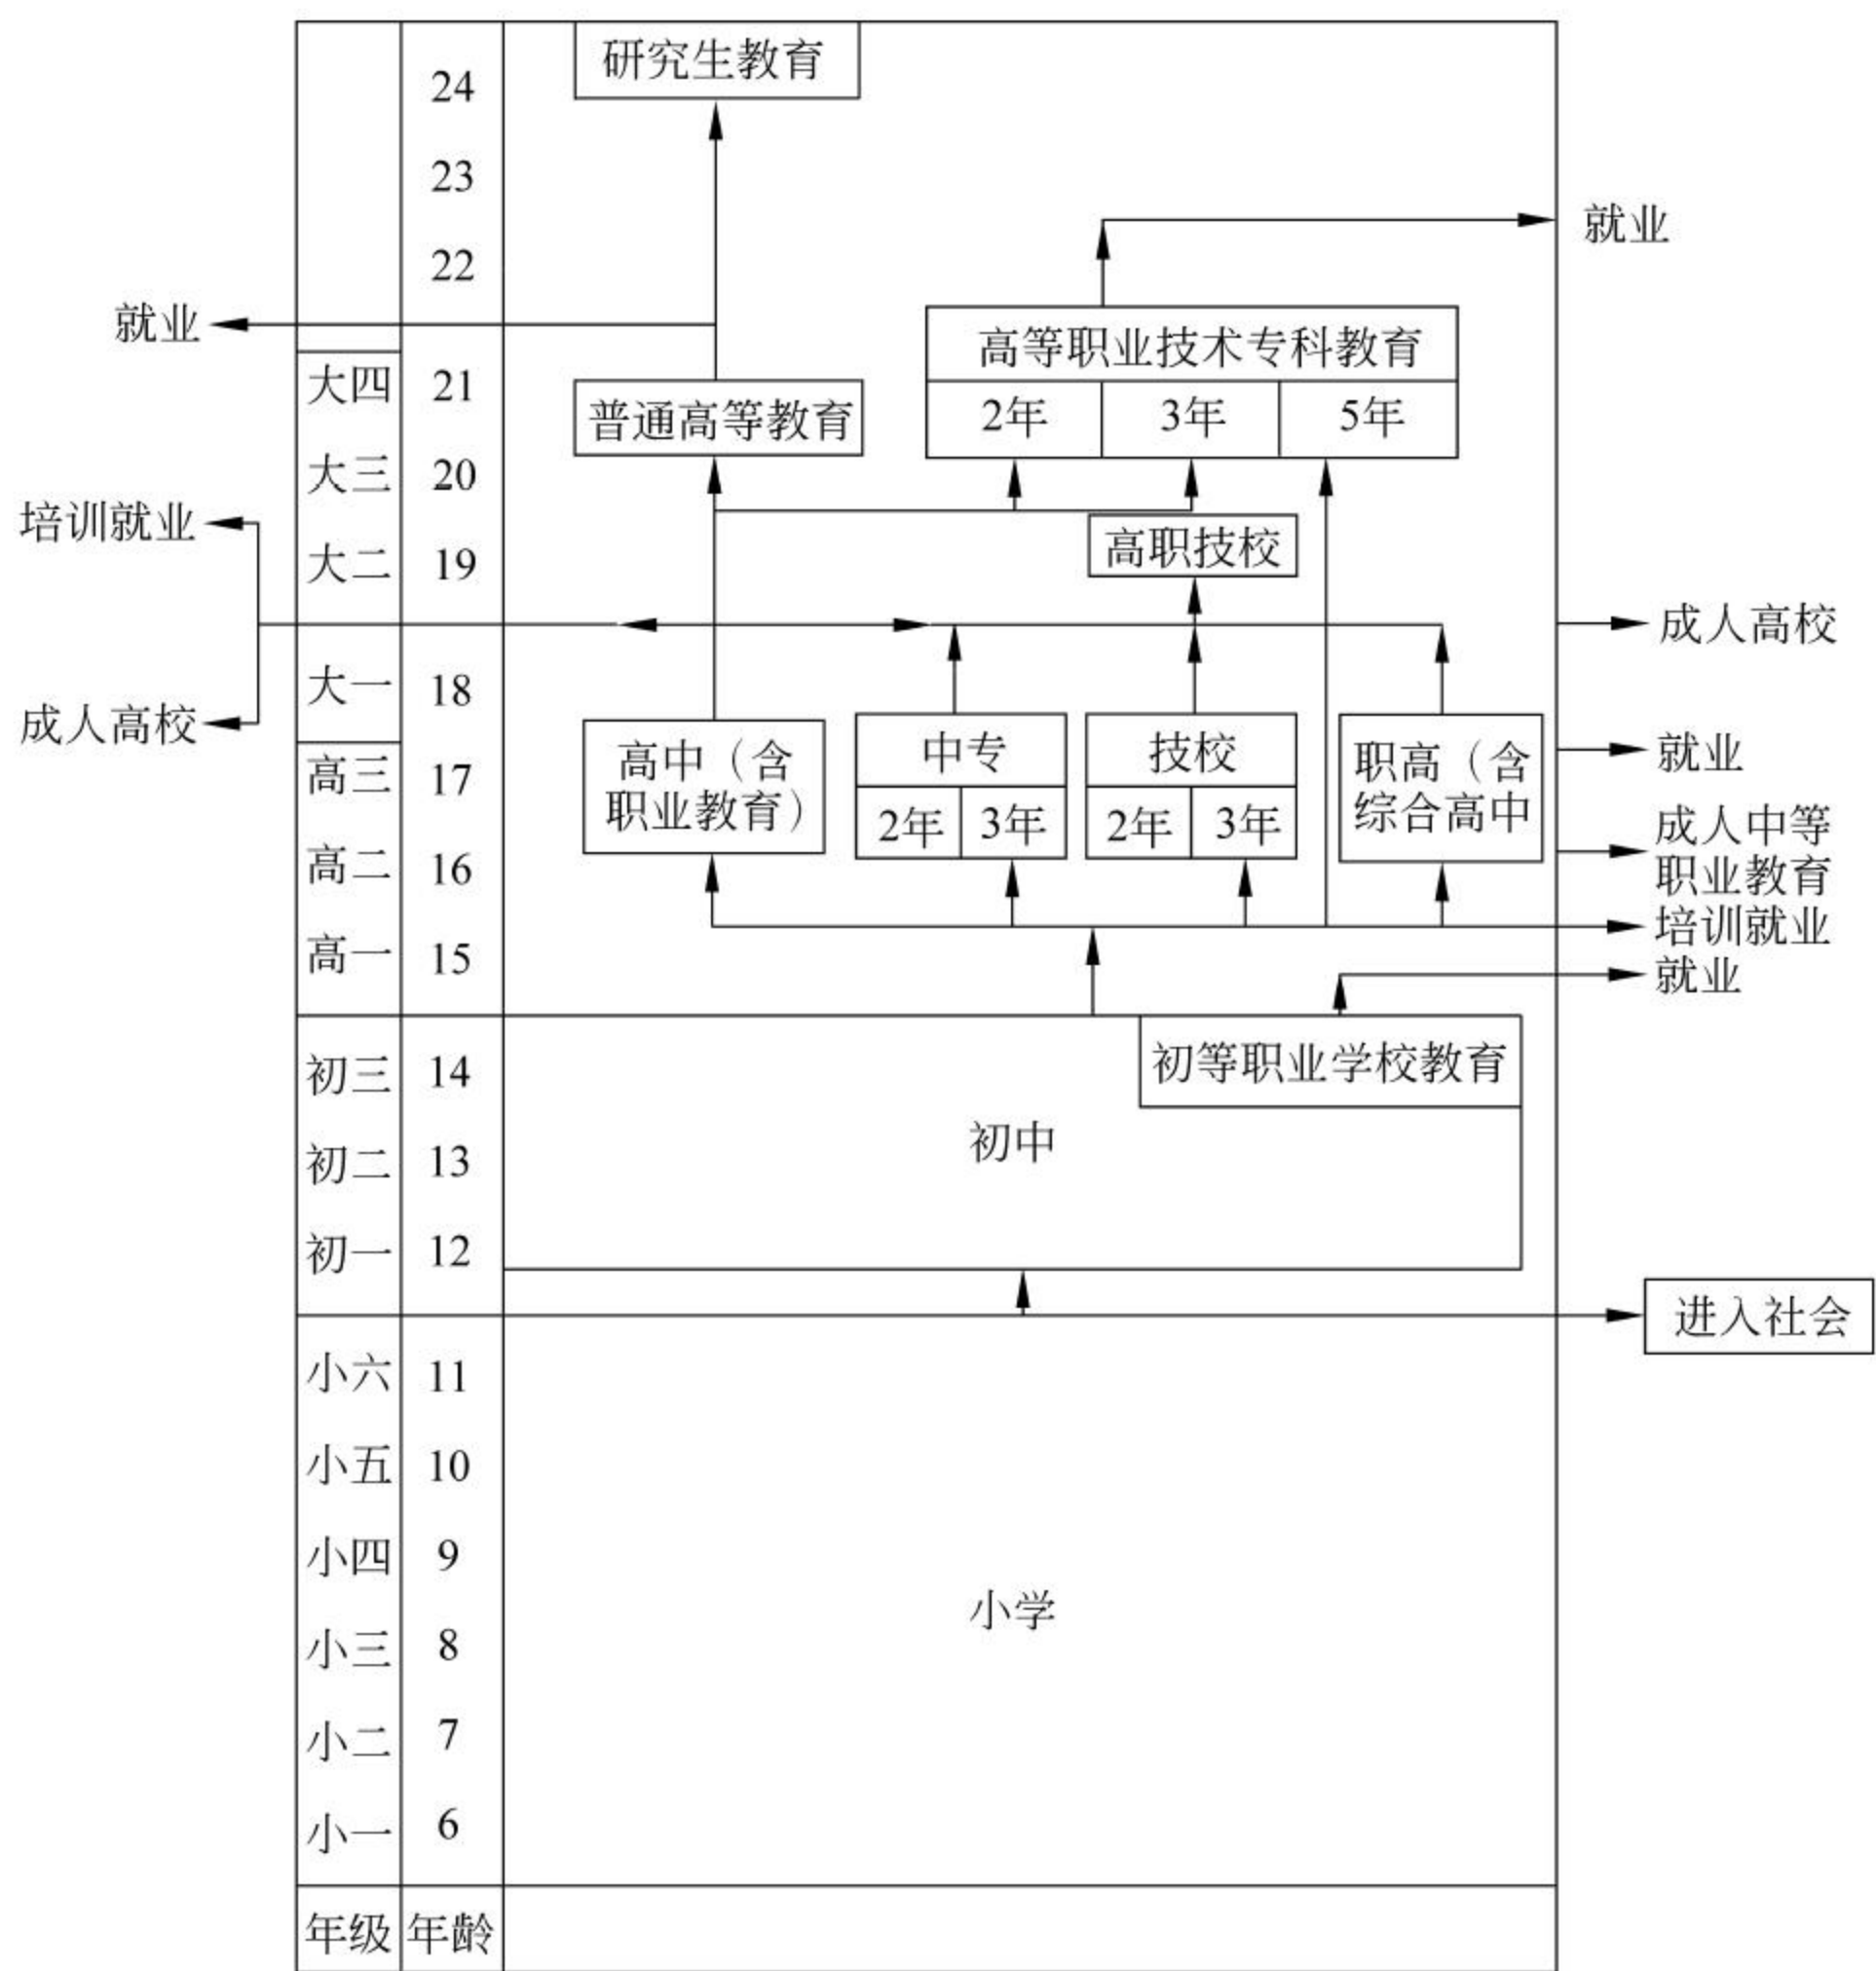 研究生教育
24
23
22
就业
就业
高等职业技术专科教育
2年 3年 5年
大四 21
普通高等教育
大三 20
培训就业
高职技校
大二 19
成人高校
大一 18
成人高校
高中（含
职业教育）
中专
2年 3年
技校
2年 3年
职高（含
综合高中
就业
高三 17
成人中等
职业教育
高二 16
培训就业
高一 15
就业
初等职业学校教育
初三 14
初中
初二 13
初一 12
进入社会
小六 11
小五 10
小四 9
小学
小三 8
小二 7
小一 6
年级 年龄